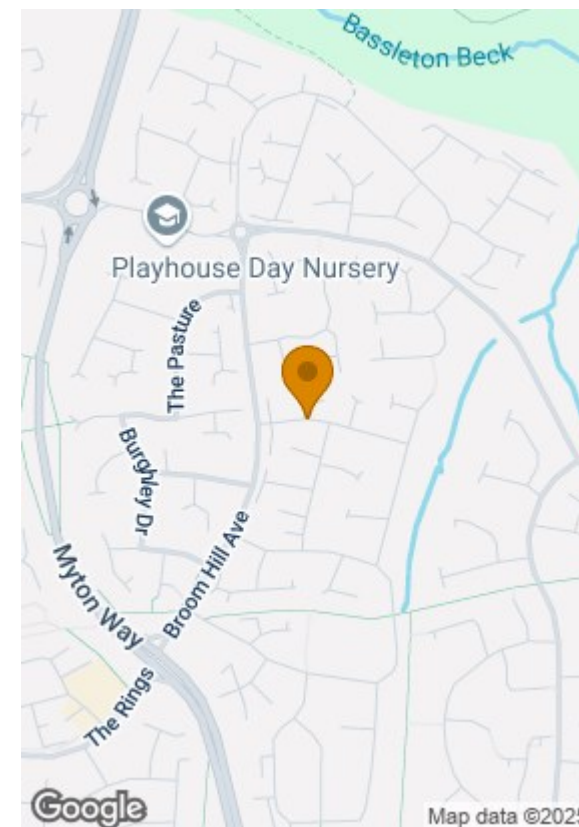 Bassleton Beck
Playhouse Day Nursery
The Pasture
Burghley Dr
Broom Hill Ave
Myton Way
The Rings
Google
Map data ©2025